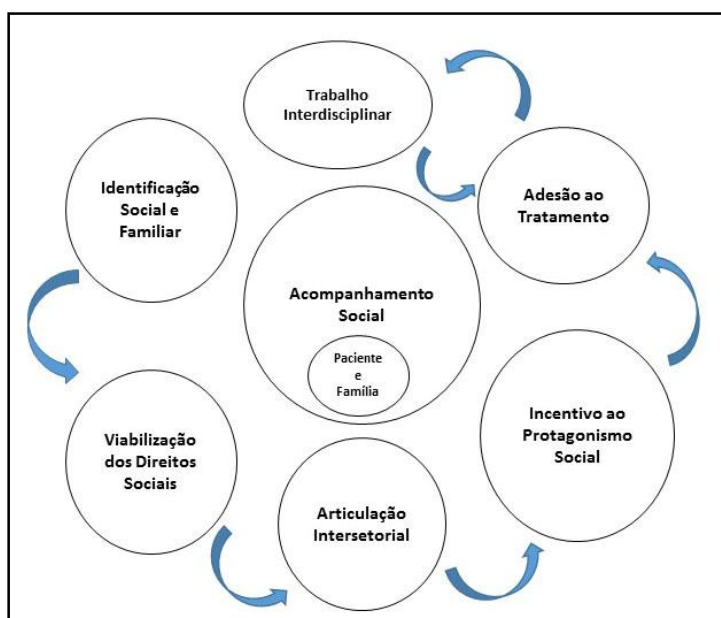 Trabalho
Interdisciplinar
Identificação
Social e
Familiar
Adesão ao
Tratamento
Acompanhamento
Social
Paciente
e
Família
Incentivo ao
Protagonismo
Social
Viabilização
dos Direitos
Sociais
Articulação
Intersetorial